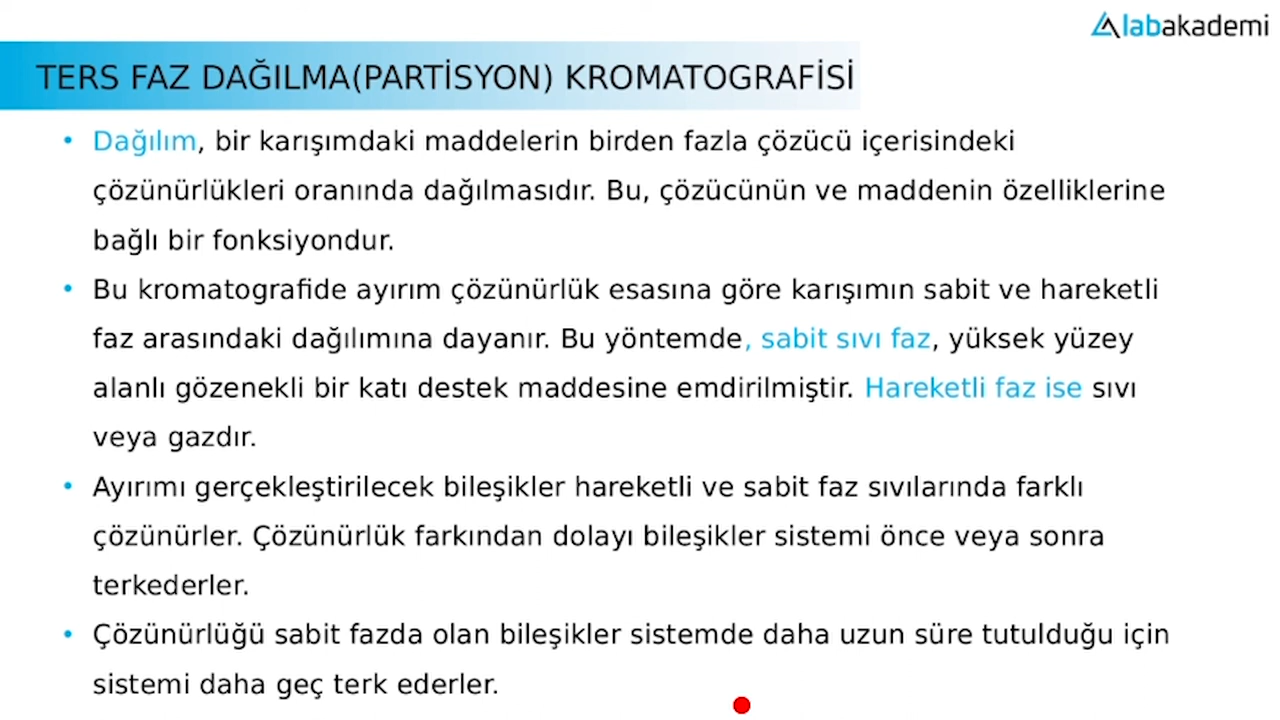 labakademi
TERS FAZ DAĞILMA(PARTİSYON) KROMATOGRAFİSİ
• Dağılım, bir karışımdaki maddelerin birden fazla çözücü içerisindeki
çözünürlükleri oranında dağılmasıdır. Bu, çözücünün ve maddenin özelliklerine
bağlı bir fonksiyondur.
• Bu kromatografide ayırım çözünürlük esasına göre karışımın sabit ve hareketli
faz arasındaki dağılımına dayanır. Bu yöntemde, sabit sıvı faz, yüksek yüzey
alanlı gözenekli bir katı destek maddesine emdirilmiştir. Hareketli faz ise sıvı
veya gazdır.
• Ayırımı gerçekleştirilecek bileşikler hareketli ve sabit faz sıvılarında farklı
çözünürler. Çözünürlük farkından dolayı bileşikler sistemi önce veya sonra
terkederler.
• Çözünürlüğü sabit fazda olan bileşikler sistemde daha uzun süre tutulduğu için
sistemi daha geç terk ederler.